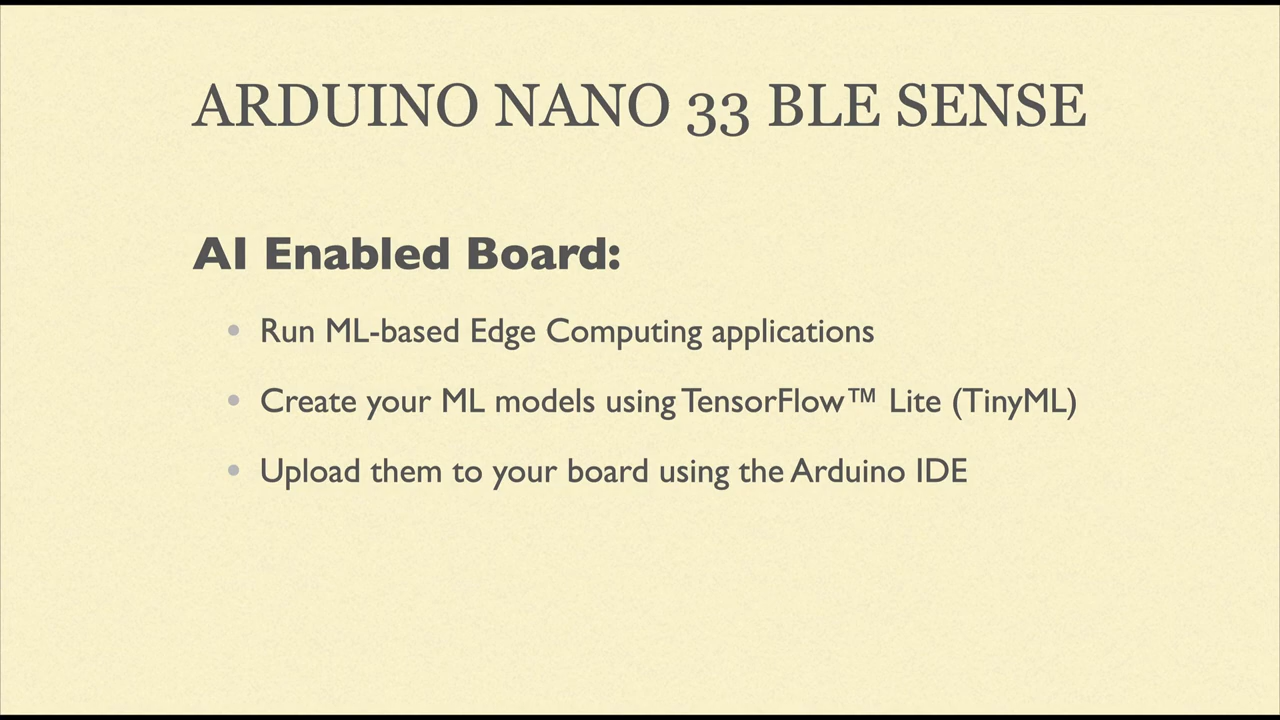 ARDUINO NANO 33 BLE SENSE
AI Enabled Board:
• Run ML-based Edge Computing applications
• Create your ML models using TensorFlow™ Lite (TinyML)
• Upload them to your board using the Arduino IDE